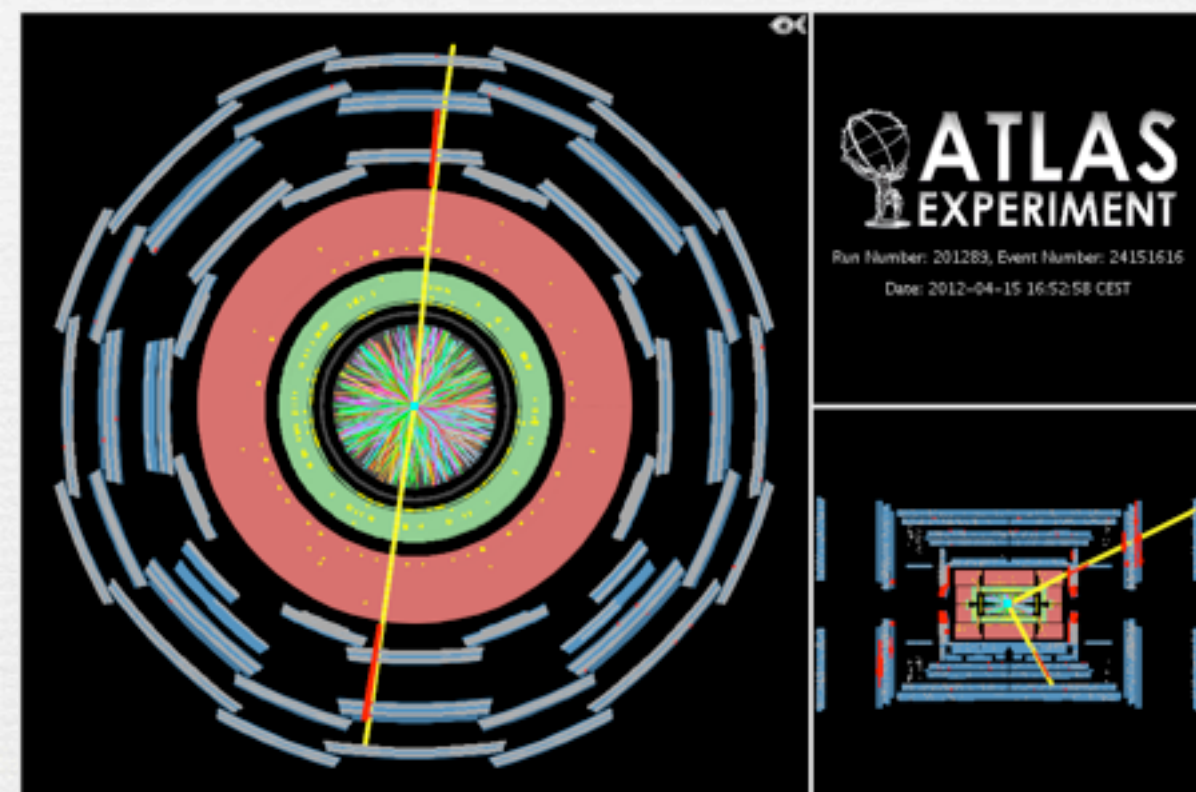 ATLAS
EXPERIMENT
Run Number: 201289, Event Number: 24151616
Date: 2012-04-15 16:52:58 CEST